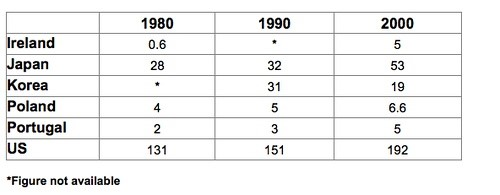 1980 1990 2000
Ireland 0.6 * 5
Japan 28 32 53
Korea * 31 19
Poland 4 5 6.6
Portugal 2 3 5
US 131 151 192
*Figure not available